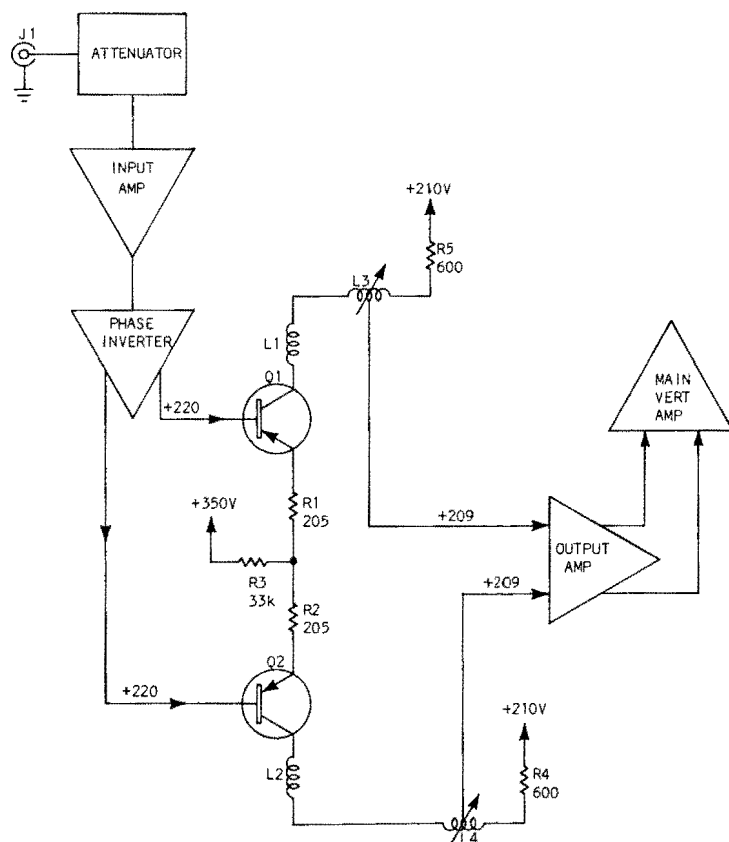 J1
ATTENUATOR
INPUT
AMP
PHASE
INVERTER
+220
Q1
L1
L3
+210V
R5
600
MAIN
VERT
AMP
+350V
R1
205
R3
33k
R2
205
+209
+209
OUTPUT
AMP
+220
Q2
L2
+210V
R4
600
L4